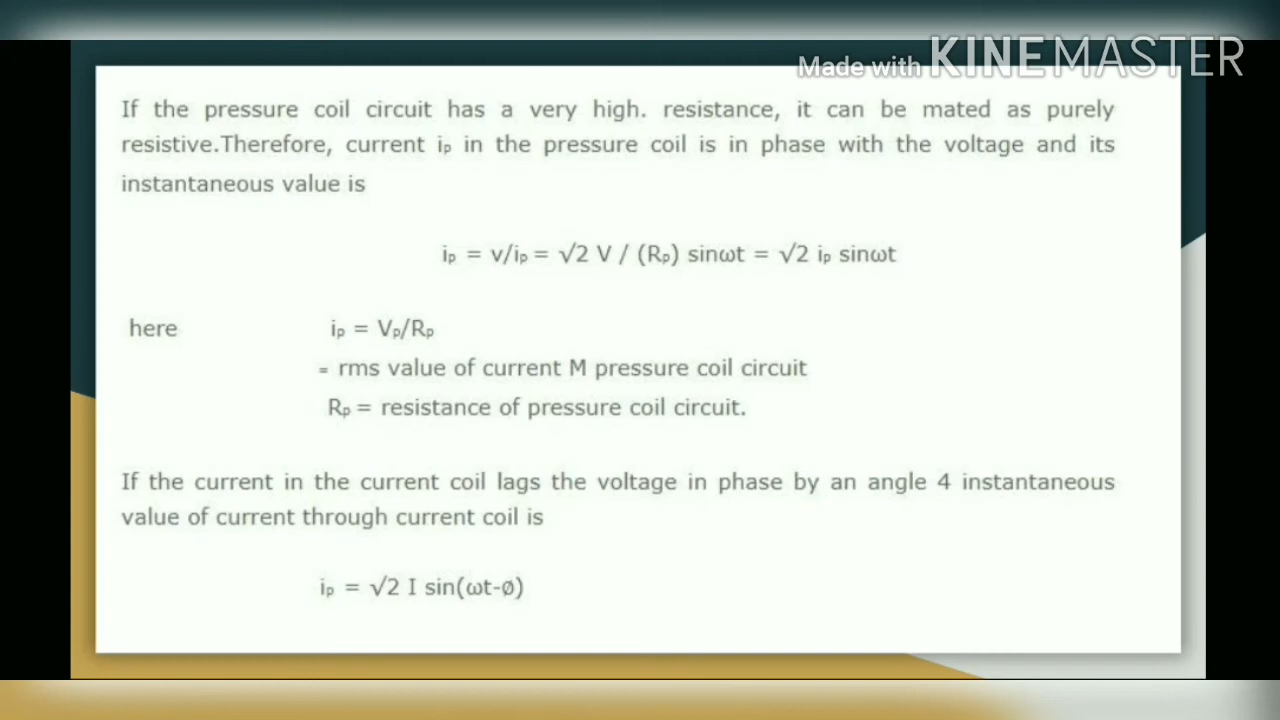 Made with KINEMASTER
If the pressure coil circuit has a very high. resistance, it can be mated as purely
resistive.Therefore, current iₚ in the pressure coil is in phase with the voltage and its
instantaneous value is
iₚ = v/iₚ = √2 V / (Rₚ) sinωt = √2 iₚ sinωt
here iₚ = Vₚ/Rₚ
= rms value of current M pressure coil circuit
Rₚ = resistance of pressure coil circuit.
If the current in the current coil lags the voltage in phase by an angle 4 instantaneous
value of current through current coil is
iₚ = √2 I sin(ωt-ø)